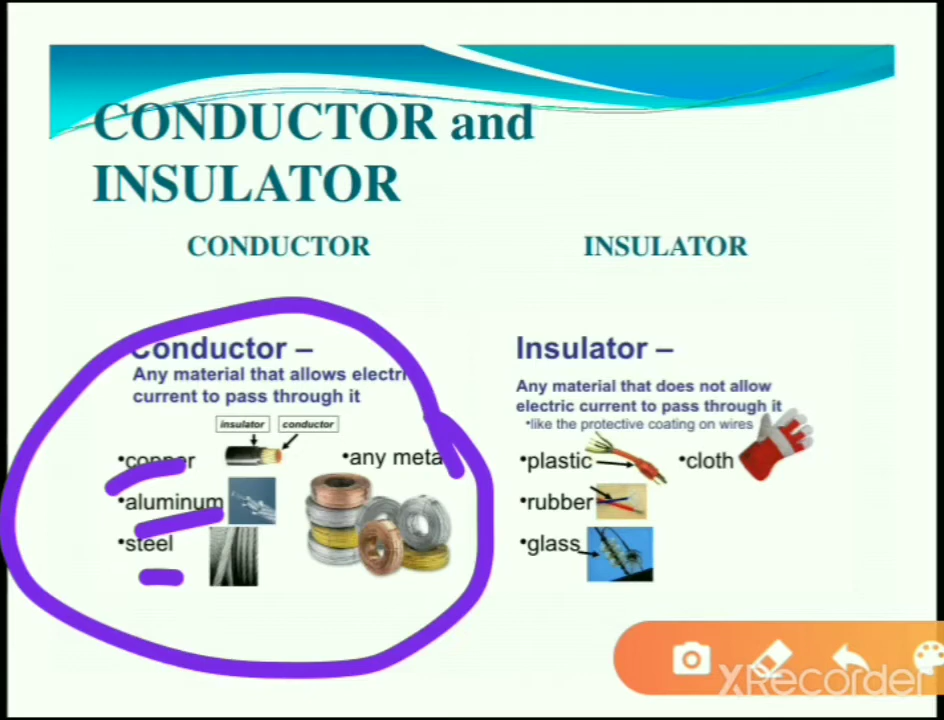 CONDUCTOR and
INSULATOR
CONDUCTOR
INSULATOR
Conductor –
Any material that allows electri
current to pass through it
insulator
conductor
•copper
•any meta
•aluminum
•steel
Insulator –
Any material that does not allow
electric current to pass through it
•like the protective coating on wires
•plastic
•cloth
•rubber
•glass
XRecorder